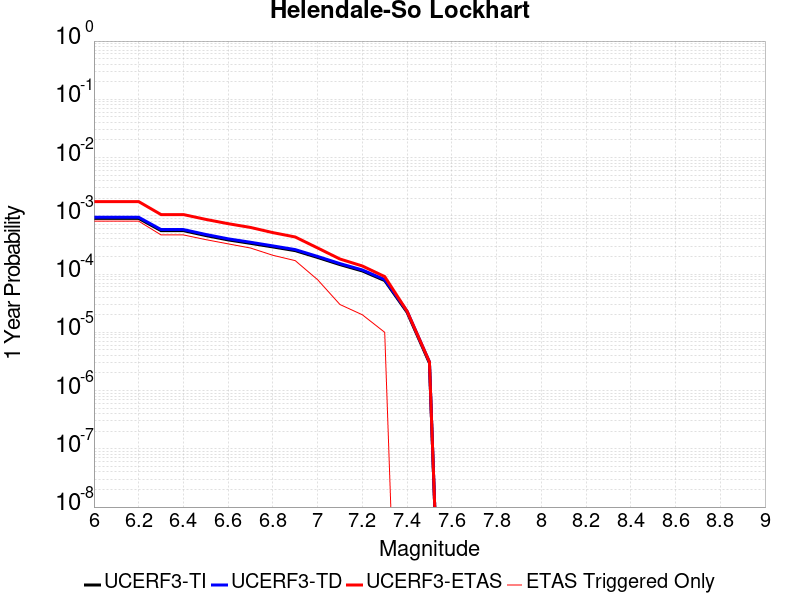 Helendale-So Lockhart
10^0
10^-1
10^-2
10^-3
10^-4
10^-5
10^-6
10^-7
10^-8
1 Year Probability
6 6.2 6.4 6.6 6.8 7 7.2 7.4 7.6 7.8 8 8.2 8.4 8.6 8.8 9
Magnitude
UCERF3-TI UCERF3-TD UCERF3-ETAS ETAS Triggered Only